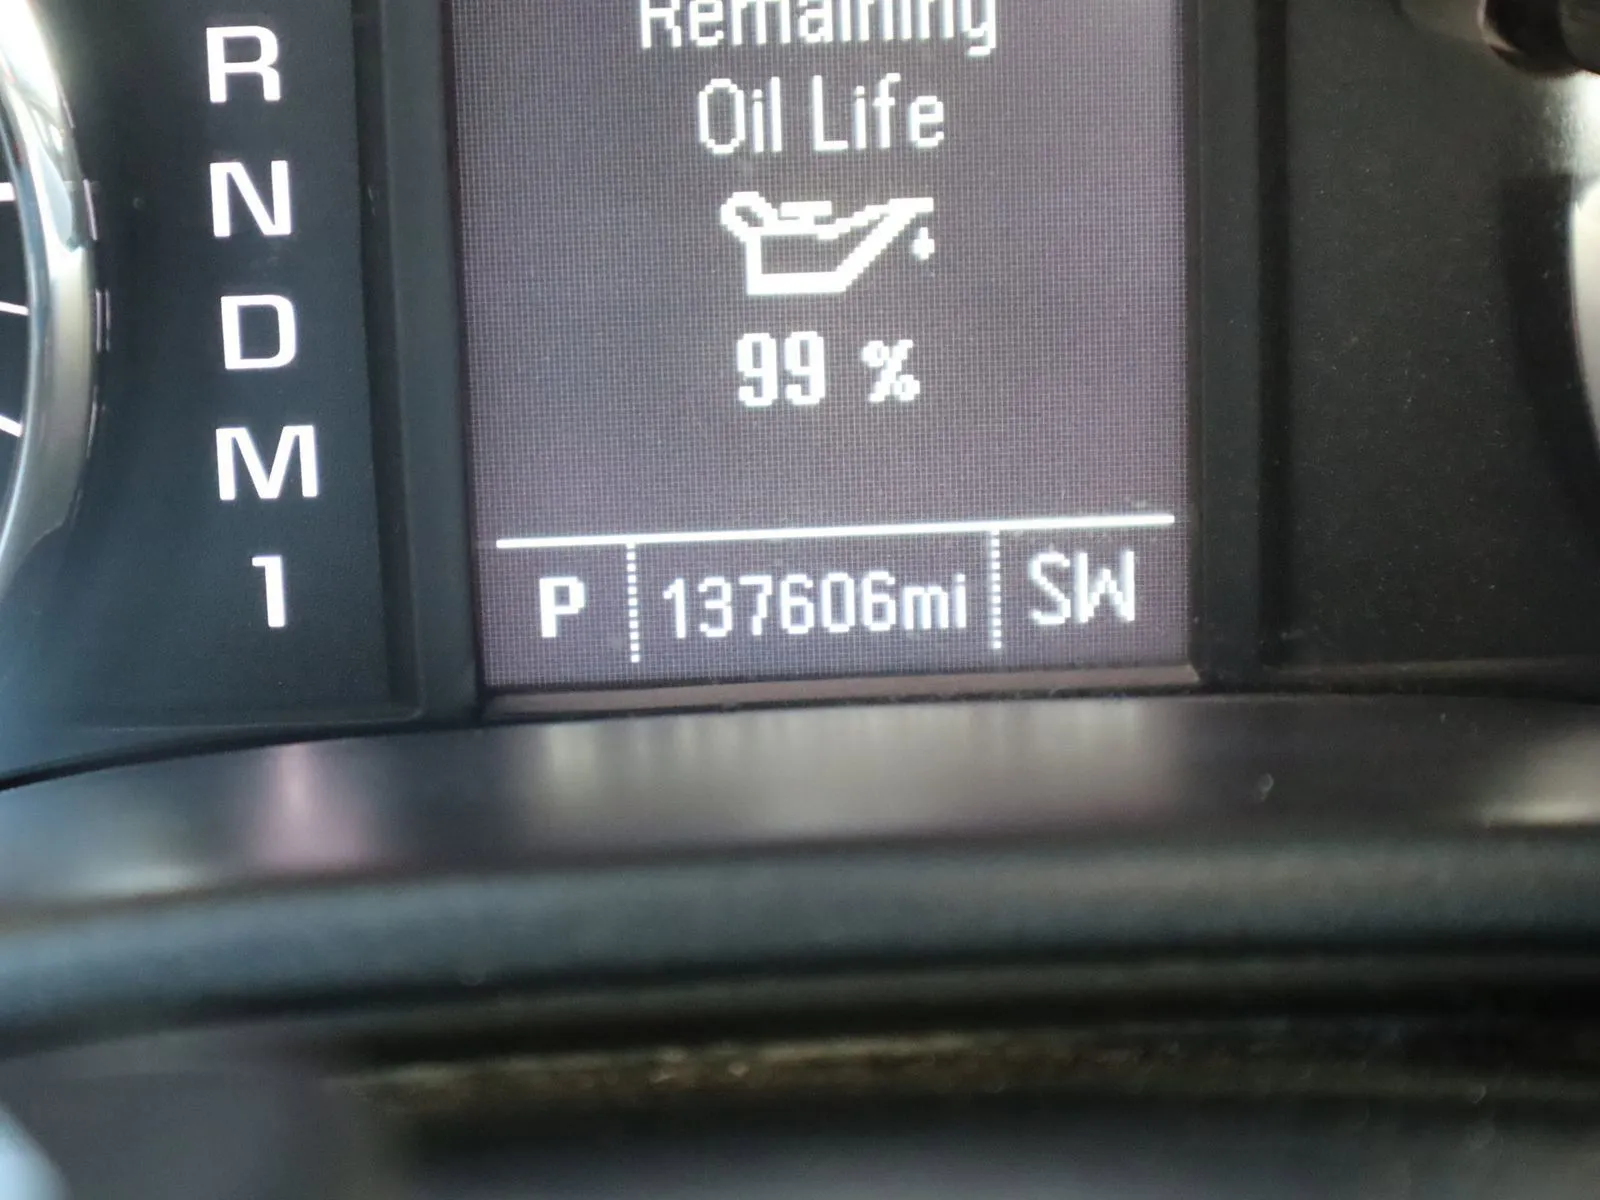 R
N
D
M
1
Remaining
Oil Life
99 %
P 137606mi SW